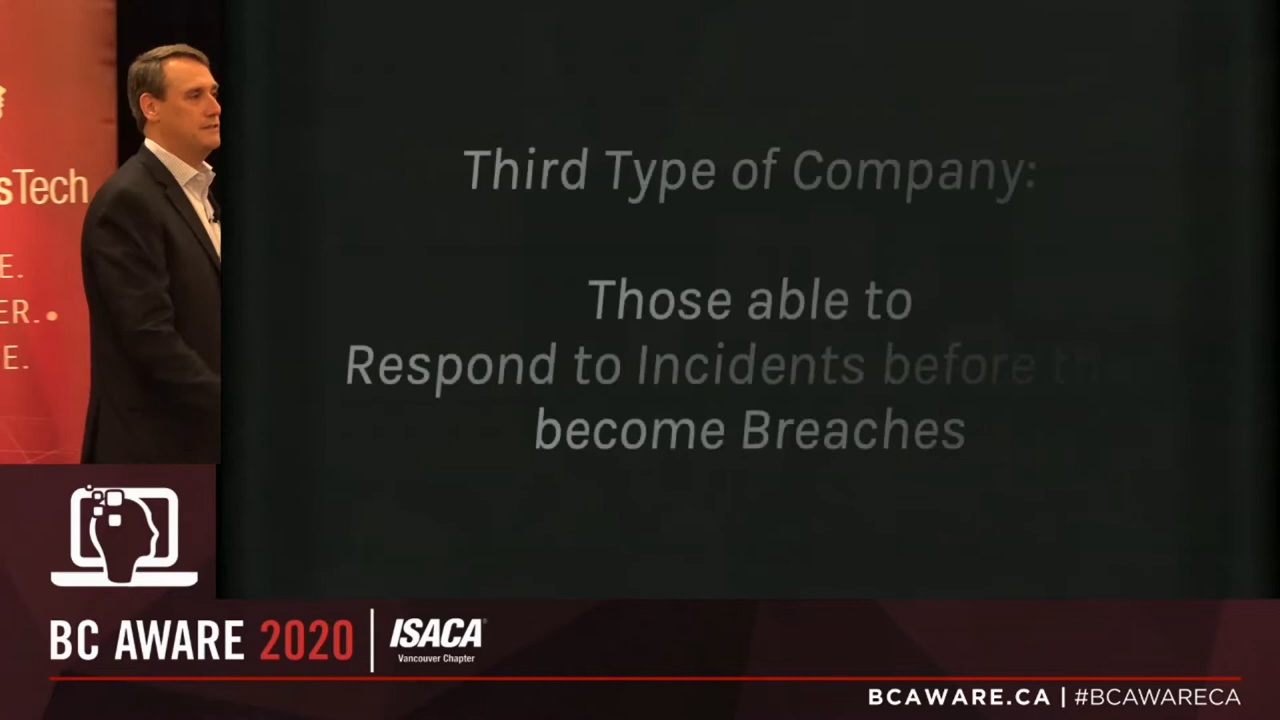 sTech
E.
ER.
E.
Third Type of Company:
Those able to
Respond to Incidents before
become Breaches
BC AWARE 2020
ISACA
Vancouver Chapter
BCAWARE.CA | #BCAWARECA